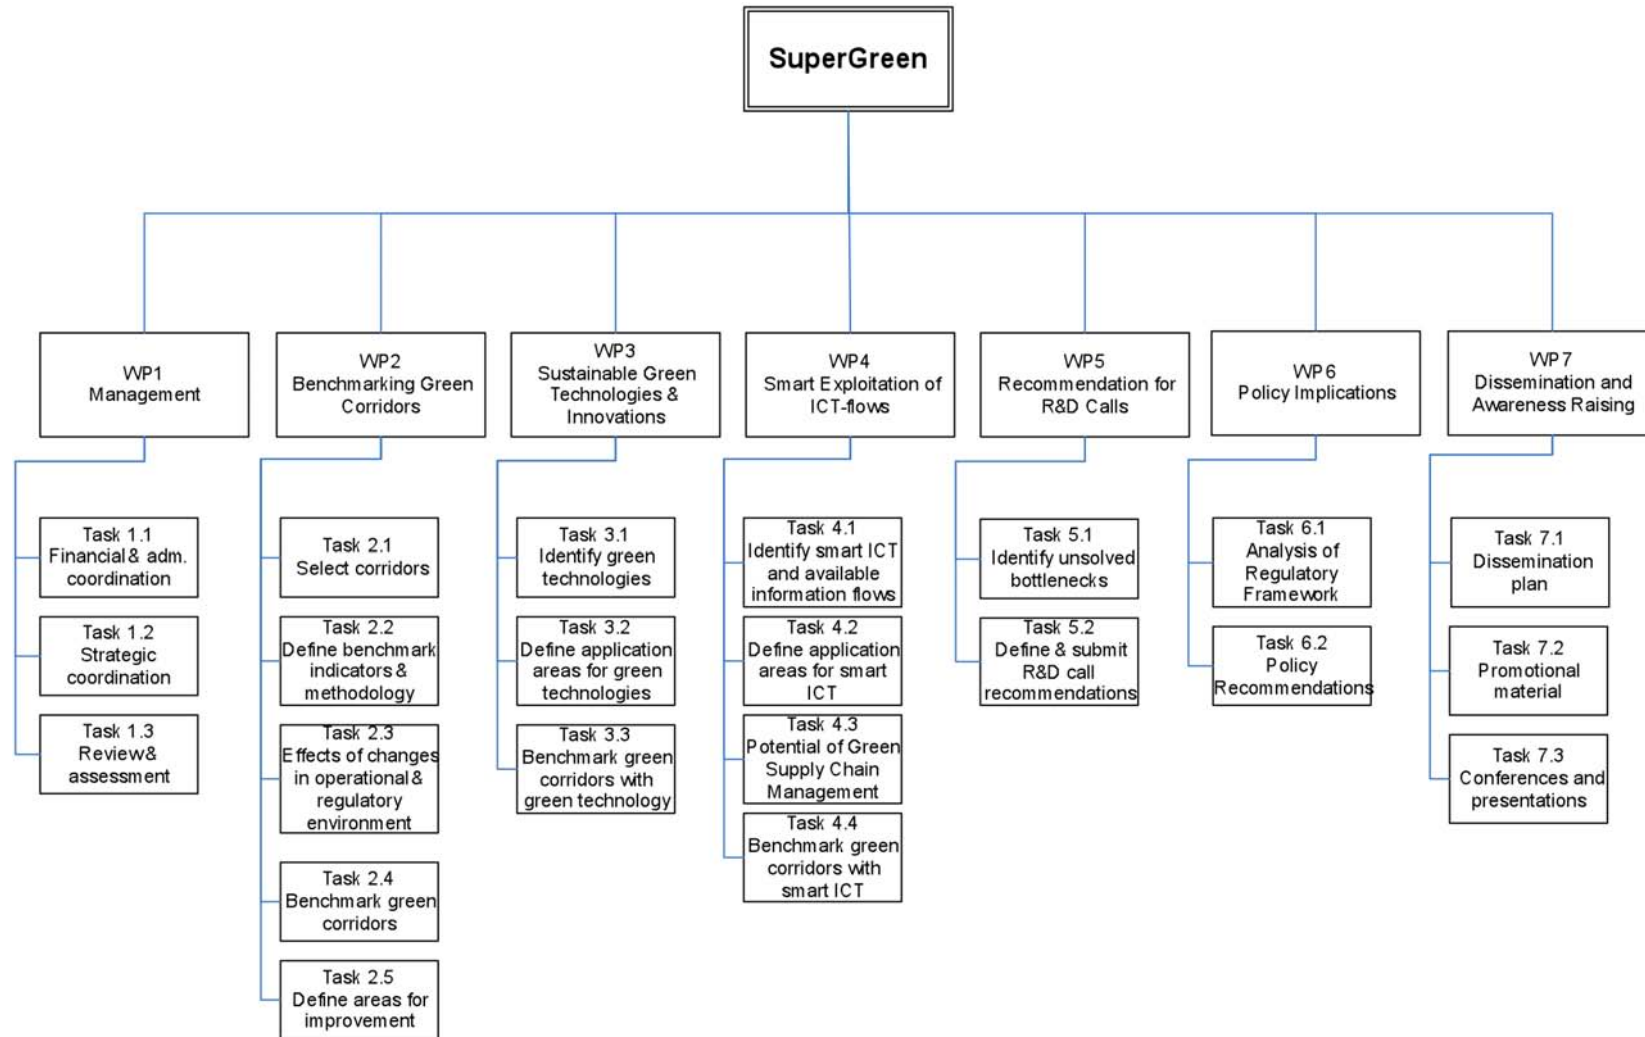 SuperGreen
WP1
Management
WP2
Benchmarking Green
Corridors
WP3
Sustainable Green
Technologies &
Innovations
WP4
Smart Exploitation of
ICT-flows
WP5
Recommendation for
R&D Calls
WP6
Policy Implications
WP7
Dissemination and
Awareness Raising
Task 1.1
Financial & adm.
coordination
Task 1.2
Strategic
coordination
Task 1.3
Review &
assessment
Task 2.1
Select corridors
Task 2.2
Define benchmark
indicators &
methodology
Task 2.3
Effects of changes
in operational &
regulatory
environment
Task 2.4
Benchmark green
corridors
Task 2.5
Define areas for
improvement
Task 3.1
Identify green
technologies
Task 3.2
Define application
areas for green
technologies
Task 3.3
Benchmark green
corridors with
green technology
Task 4.1
Identify smart ICT
and available
information flows
Task 4.2
Define application
areas for smart
ICT
Task 4.3
Potential of Green
Supply Chain
Management
Task 4.4
Benchmark green
corridors with
smart ICT
Task 5.1
Identify unsolved
bottlenecks
Task 5.2
Define & submit
R&D call
recommendations
Task 6.1
Analysis of
Regulatory
Framework
Task 6.2
Policy
Recommendations
Task 7.1
Dissemination
plan
Task 7.2
Promotional
material
Task 7.3
Conferences and
presentations